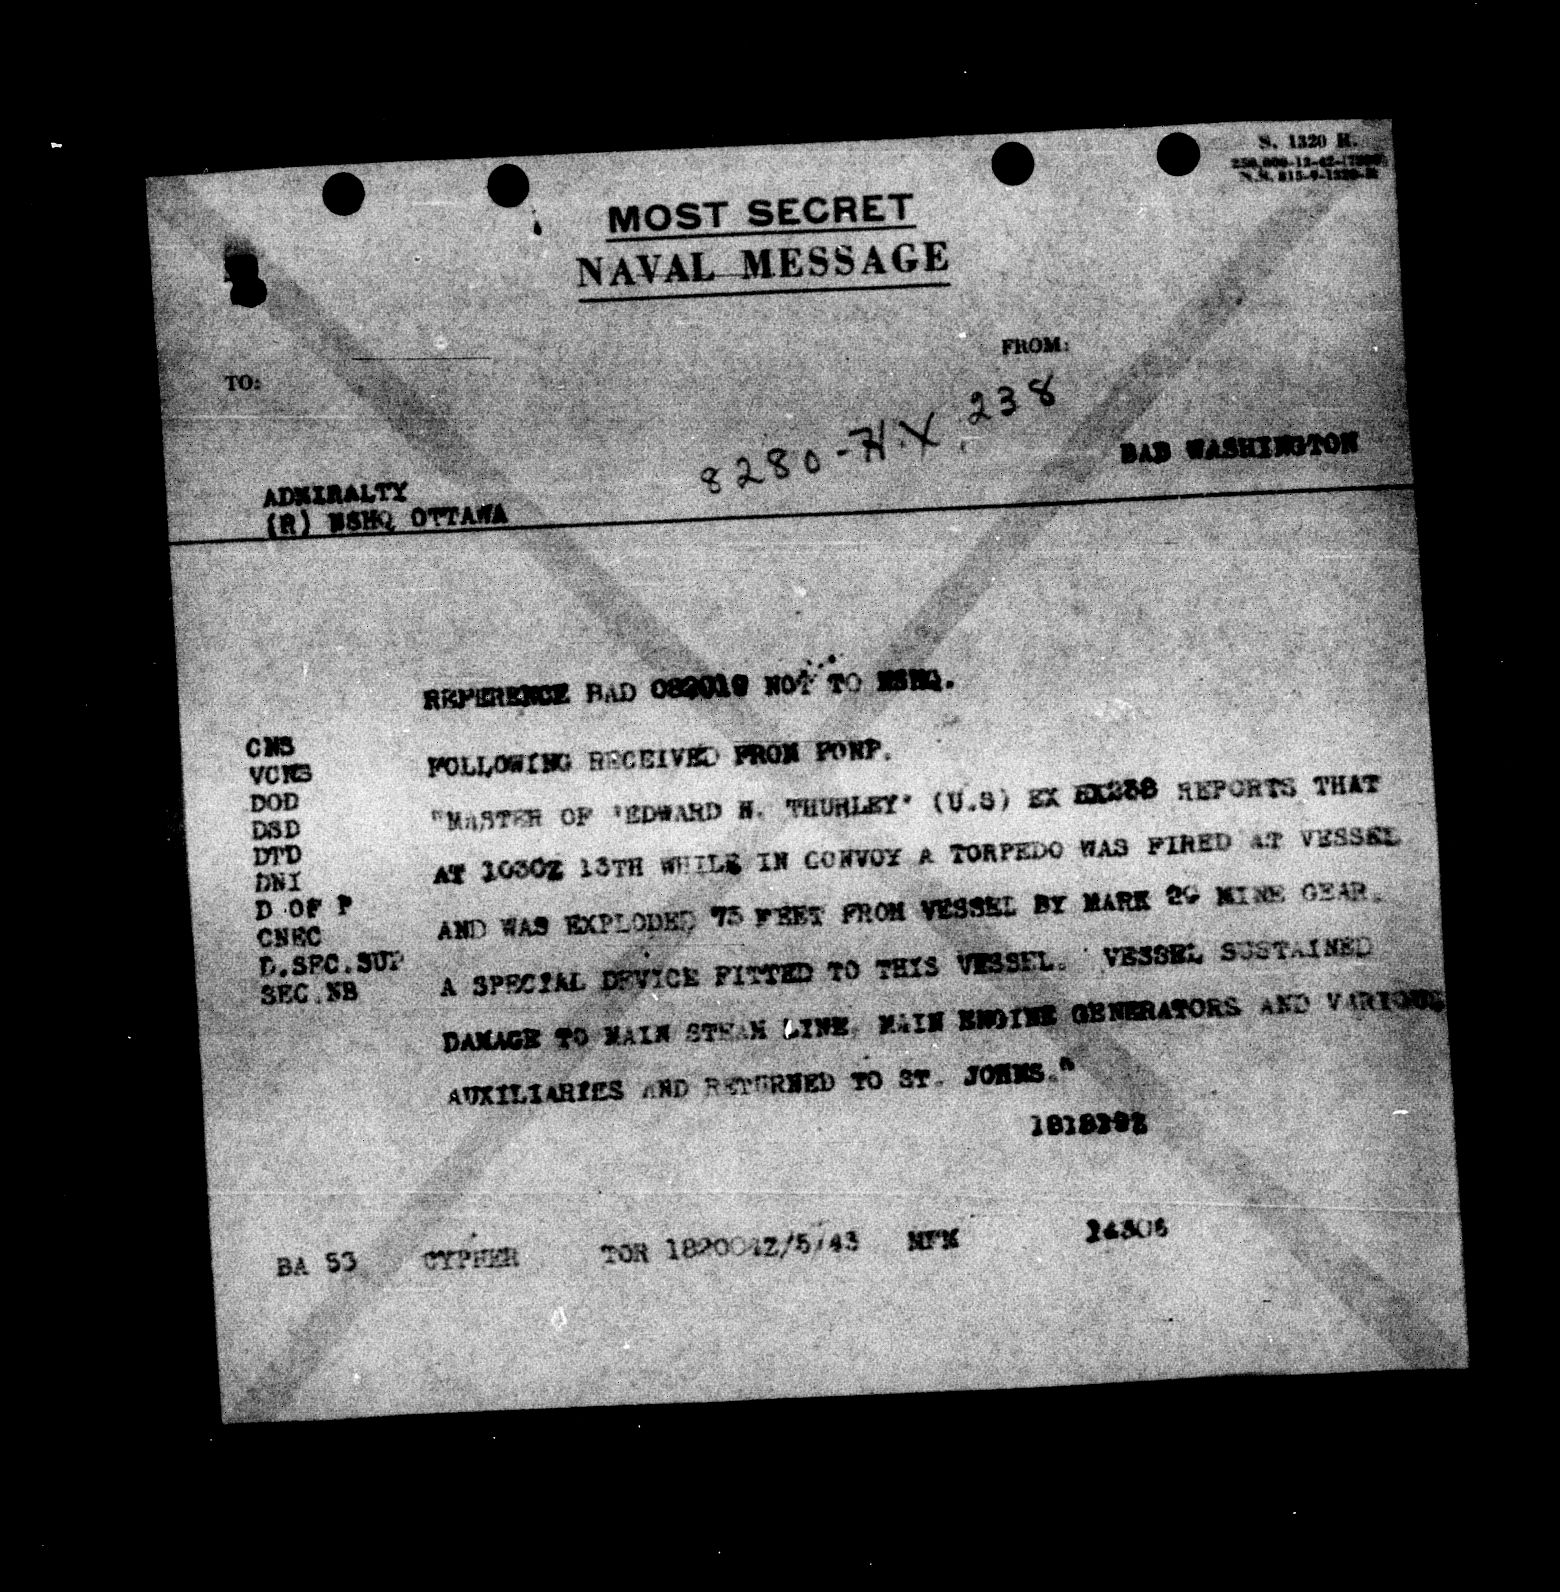 S. 1320 H.
MOST SECRET
NAVAL MESSAGE
FROM:
TO:
8280-H.X. 238
BAD WASHINGTON
ADMIRALTY
(R) NSHQ OTTAWA
REFERENCE BAD 082019 NOT TO NSHQ.
CNS
VCNS
DOD
DSD
DTD
DNI
D OF P
CNEC
D.SEC.SUP
SEC.NB
FOLLOWING RECEIVED FROM FONF.
"MASTER OF 'EDWARD H. THURLEY' (U.S) EX HX238 REPORTS THAT
AT 1030Z 13TH WHILE IN CONVOY A TORPEDO WAS FIRED AT VESSEL
AND WAS EXPLODED 75 FEET FROM VESSEL BY MARK 29 MINE GEAR.
A SPECIAL DEVICE FITTED TO THIS VESSEL. VESSEL SUSTAINED
DAMAGE TO MAIN STEAM LINE, MAIN ENGINE GENERATORS AND VARIOUS
AUXILIARIES AND RETURNED TO ST. JOHNS."
BA 53 CYPHER TOR 182004Z/5/43 MFM